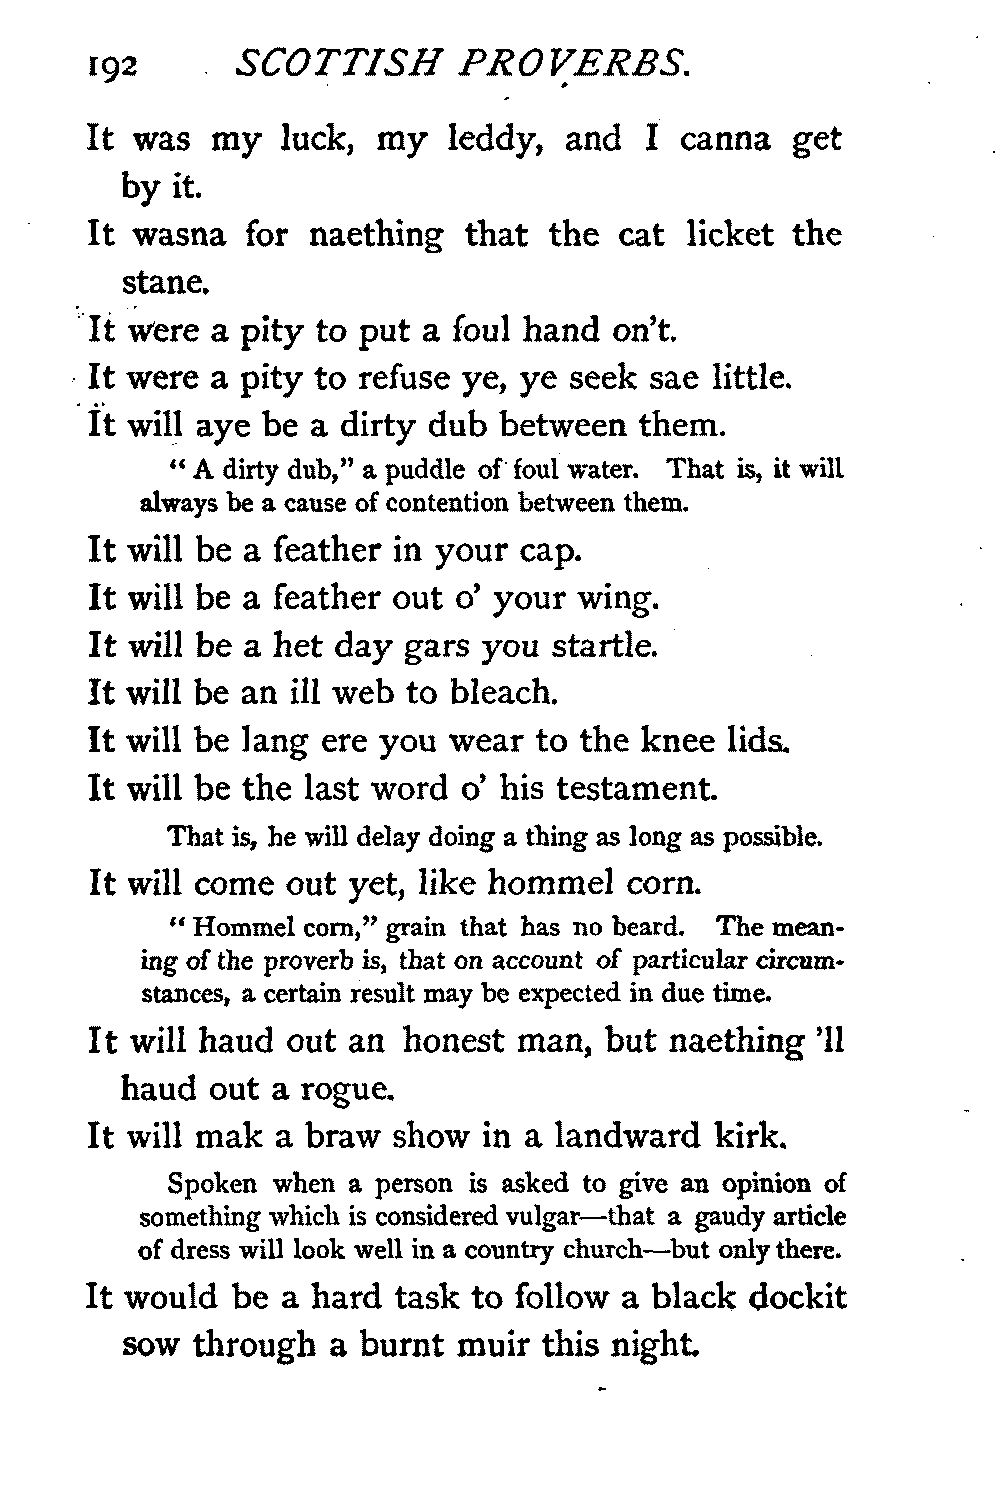 192 SCOTTISH PROVERBS.
It was my luck, my leddy, and I canna get
by it.
It wasna for naething that the cat licket the
stane.
It were a pity to put a foul hand on't.
It were a pity to refuse ye, ye seek sae little.
It will aye be a dirty dub between them.
"A dirty dub," a puddle of foul water. That is, it will
always be a cause of contention between them.
It will be a feather in your cap.
It will be a feather out o' your wing.
It will be a het day gars you startle.
It will be an ill web to bleach.
It will be lang ere you wear to the knee lids.
It will be the last word o' his testament.
That is, he will delay doing a thing as long as possible.
It will come out yet, like hommel corn.
"Hommel corn," grain that has no beard. The mean-
ing of the proverb is, that on account of particular circum-
stances, a certain result may be expected in due time.
It will haud out an honest man, but naething 'll
haud out a rogue.
It will mak a braw show in a landward kirk.
Spoken when a person is asked to give an opinion of
something which is considered vulgar—that a gaudy article
of dress will look well in a country church—but only there.
It would be a hard task to follow a black dockit
sow through a burnt muir this night.